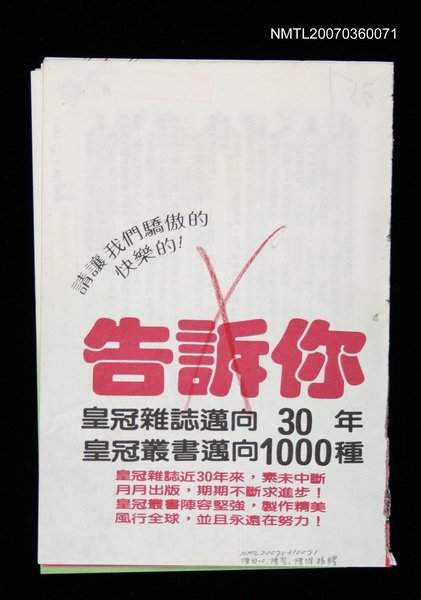 NMTL20070360071
請讓我們驕傲的
快樂的!
告訴你
皇冠雜誌邁向 30 年
皇冠叢書邁向1000種
皇冠雜誌近30年來，素未中斷
月月出版，期期不斷求進步！
皇冠叢書陣容堅強，製作精美
風行全球，並且永遠在努力！